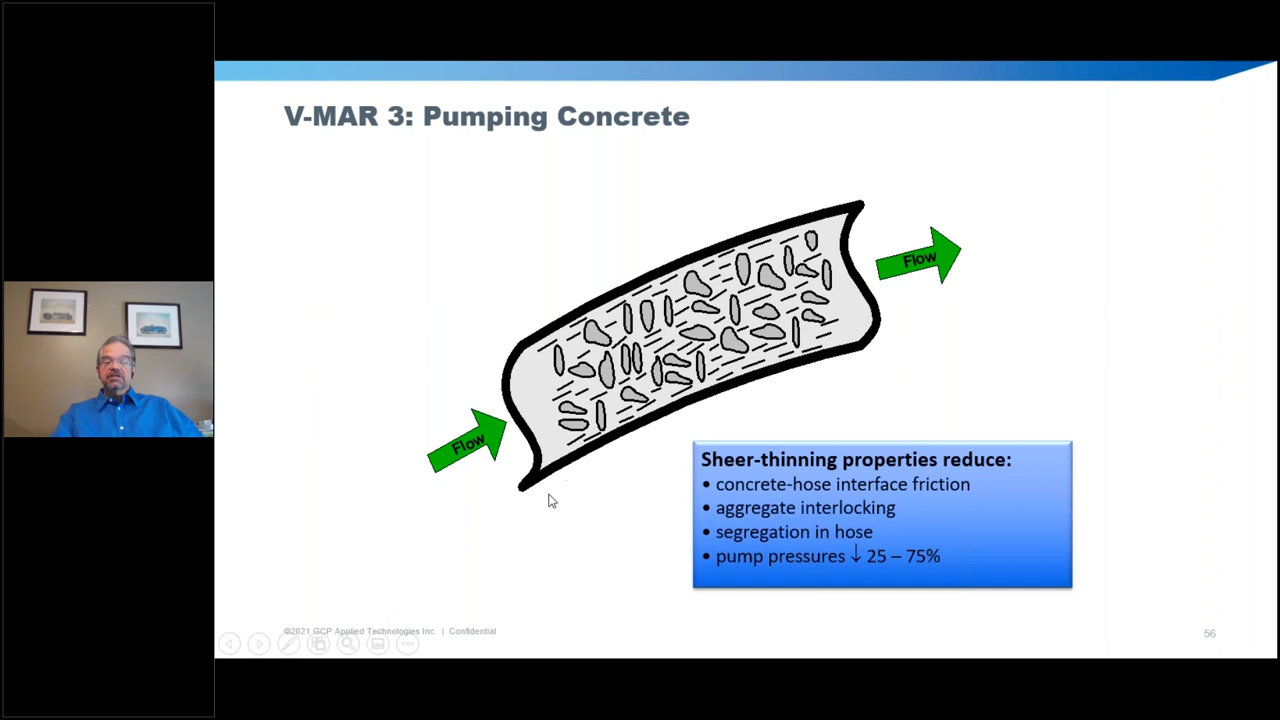 V-MAR 3: Pumping Concrete
Flow
Flow
Sheer-thinning properties reduce:
• concrete-hose interface friction
• aggregate interlocking
• segregation in hose
• pump pressures ↓ 25 – 75%
©2021 GCP Applied Technologies Inc. | Confidential
56